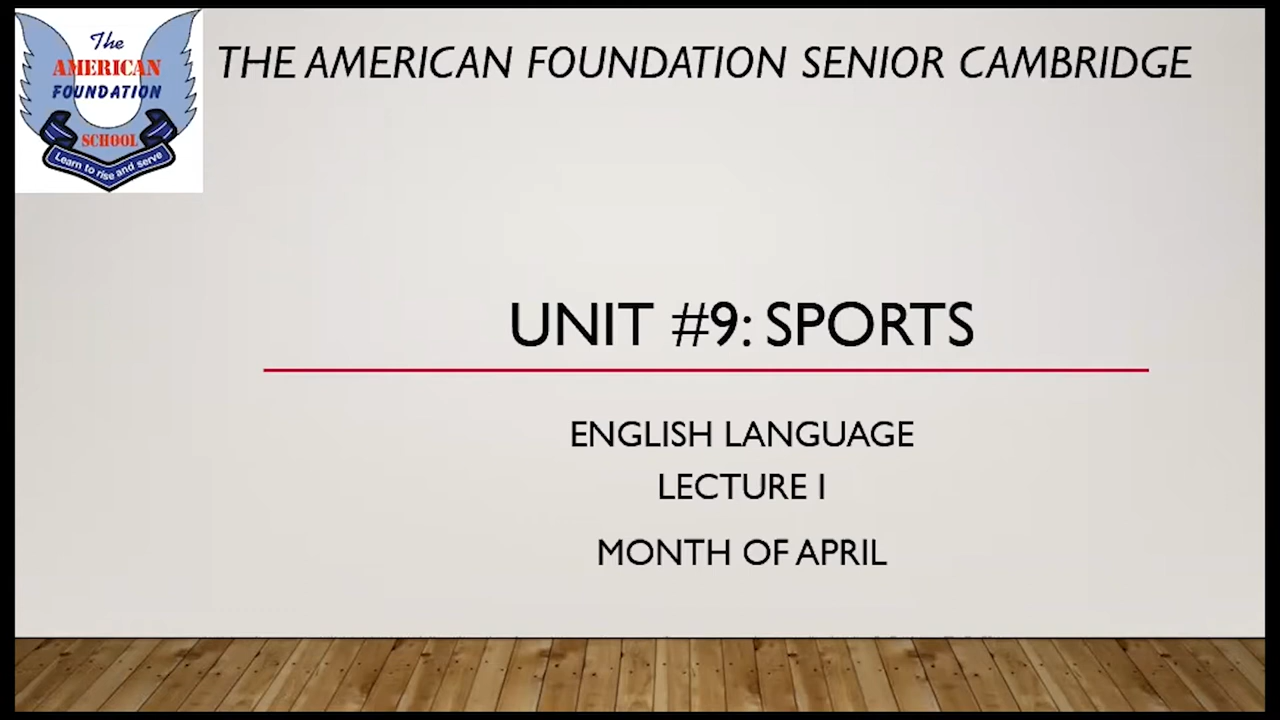 The
AMERICAN
FOUNDATION
SCHOOL
Learn to rise and serve
THE AMERICAN FOUNDATION SENIOR CAMBRIDGE
UNIT #9: SPORTS
ENGLISH LANGUAGE
LECTURE I
MONTH OF APRIL